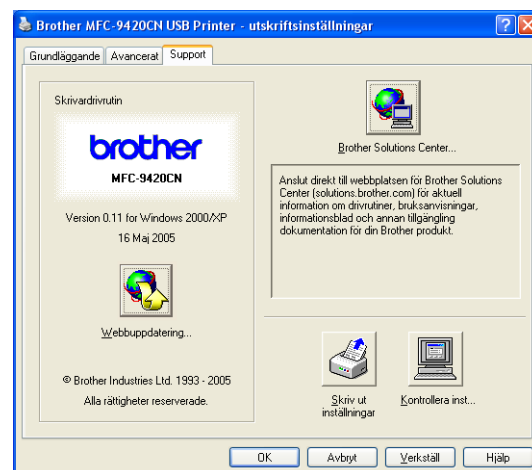 Brother MFC-9420CN USB Printer - utskriftsinställningar
Grundläggande Avancerat Support
Skrivardrivrutin
brother
MFC-9420CN
Version 0.11 for Windows 2000/XP
16 Maj 2005
Webbuppdatering...
© Brother Industries Ltd. 1993 - 2005
Alla rättigheter reserverade.
Brother Solutions Center...
Anslut direkt till webbplatsen för Brother Solutions
Center (solutions.brother.com) för aktuell
information om drivrutiner, bruksanvisningar,
informationsblad och annan tillgängling
dokumentation för din Brother produkt.
Skriv ut
inställningar
Kontrollera inst...
OK Avbryt Verkställ Hjälp